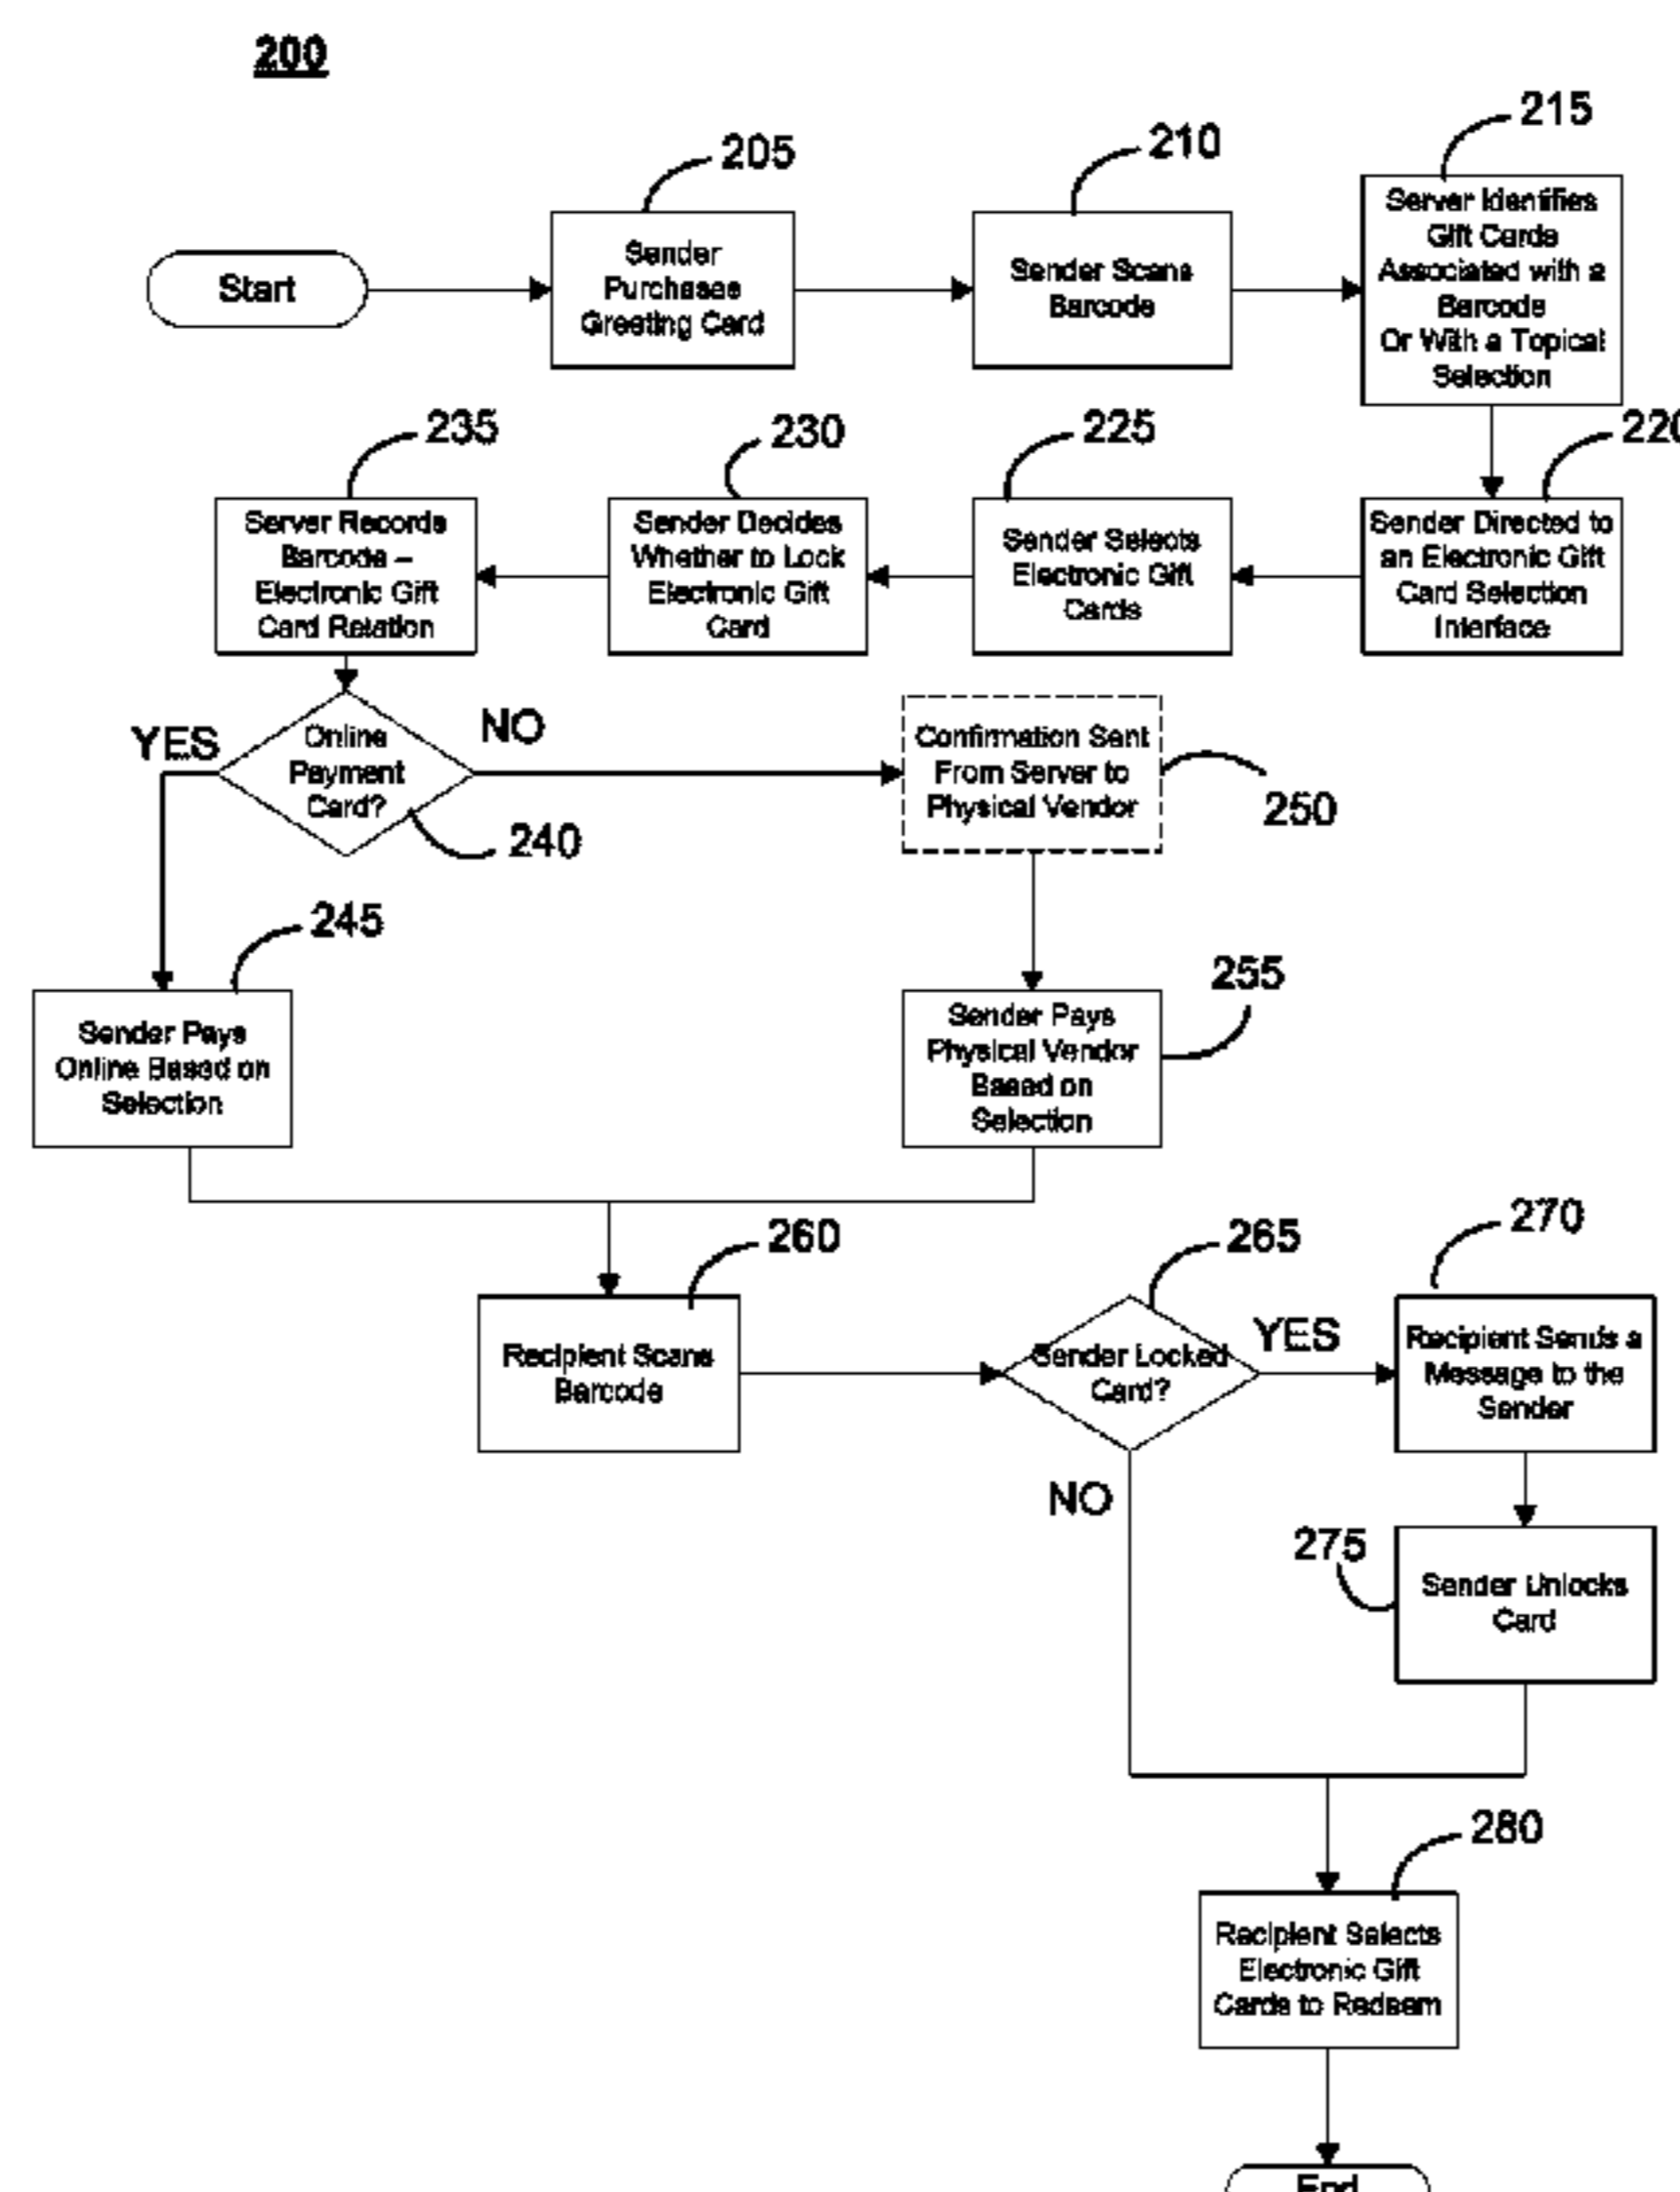 200
205
210
215
Start
Sender
Purchases
Greeting Card
Sender Scans
Barcode
Server Identifies
Gift Cards
Associated with a
Barcode
Or With a Topical
Selection
235
230
225
220
Server Records
Barcode –
Electronic Gift
Card Relation
Sender Decides
Whether to Lock
Electronic Gift
Card
Sender Selects
Electronic Gift
Cards
Sender Directed to
an Electronic Gift
Card Selection
Interface
YES
Online
Payment
Card?
NO
240
Confirmation Sent
From Server to
Physical Vendor
250
245
255
Sender Pays
Online Based on
Selection
Sender Pays
Physical Vendor
Based on
Selection
260
265
270
Recipient Scans
Barcode
Sender Locked
Card?
YES
NO
Recipient Sends a
Message to the
Sender
275
Sender Unlocks
Card
280
Recipient Selects
Electronic Gift
Cards to Redeem
End